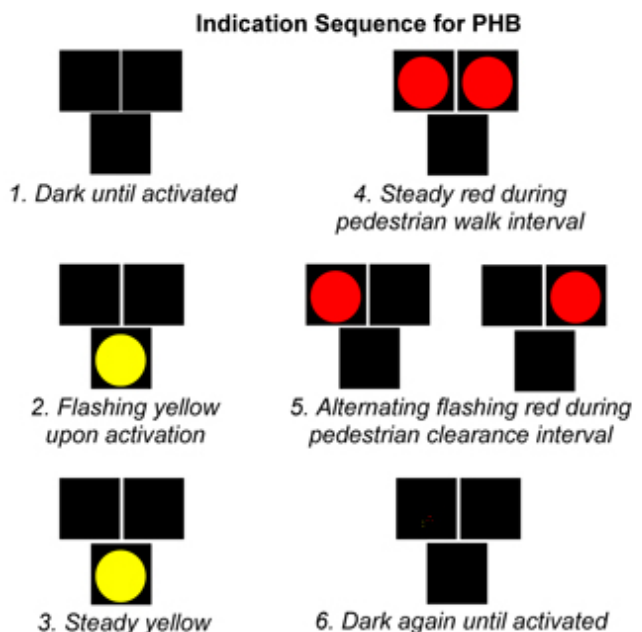 Indication Sequence for PHB
1. Dark until activated
4. Steady red during
pedestrian walk interval
2. Flashing yellow
upon activation
5. Alternating flashing red during
pedestrian clearance interval
3. Steady yellow
6. Dark again until activated